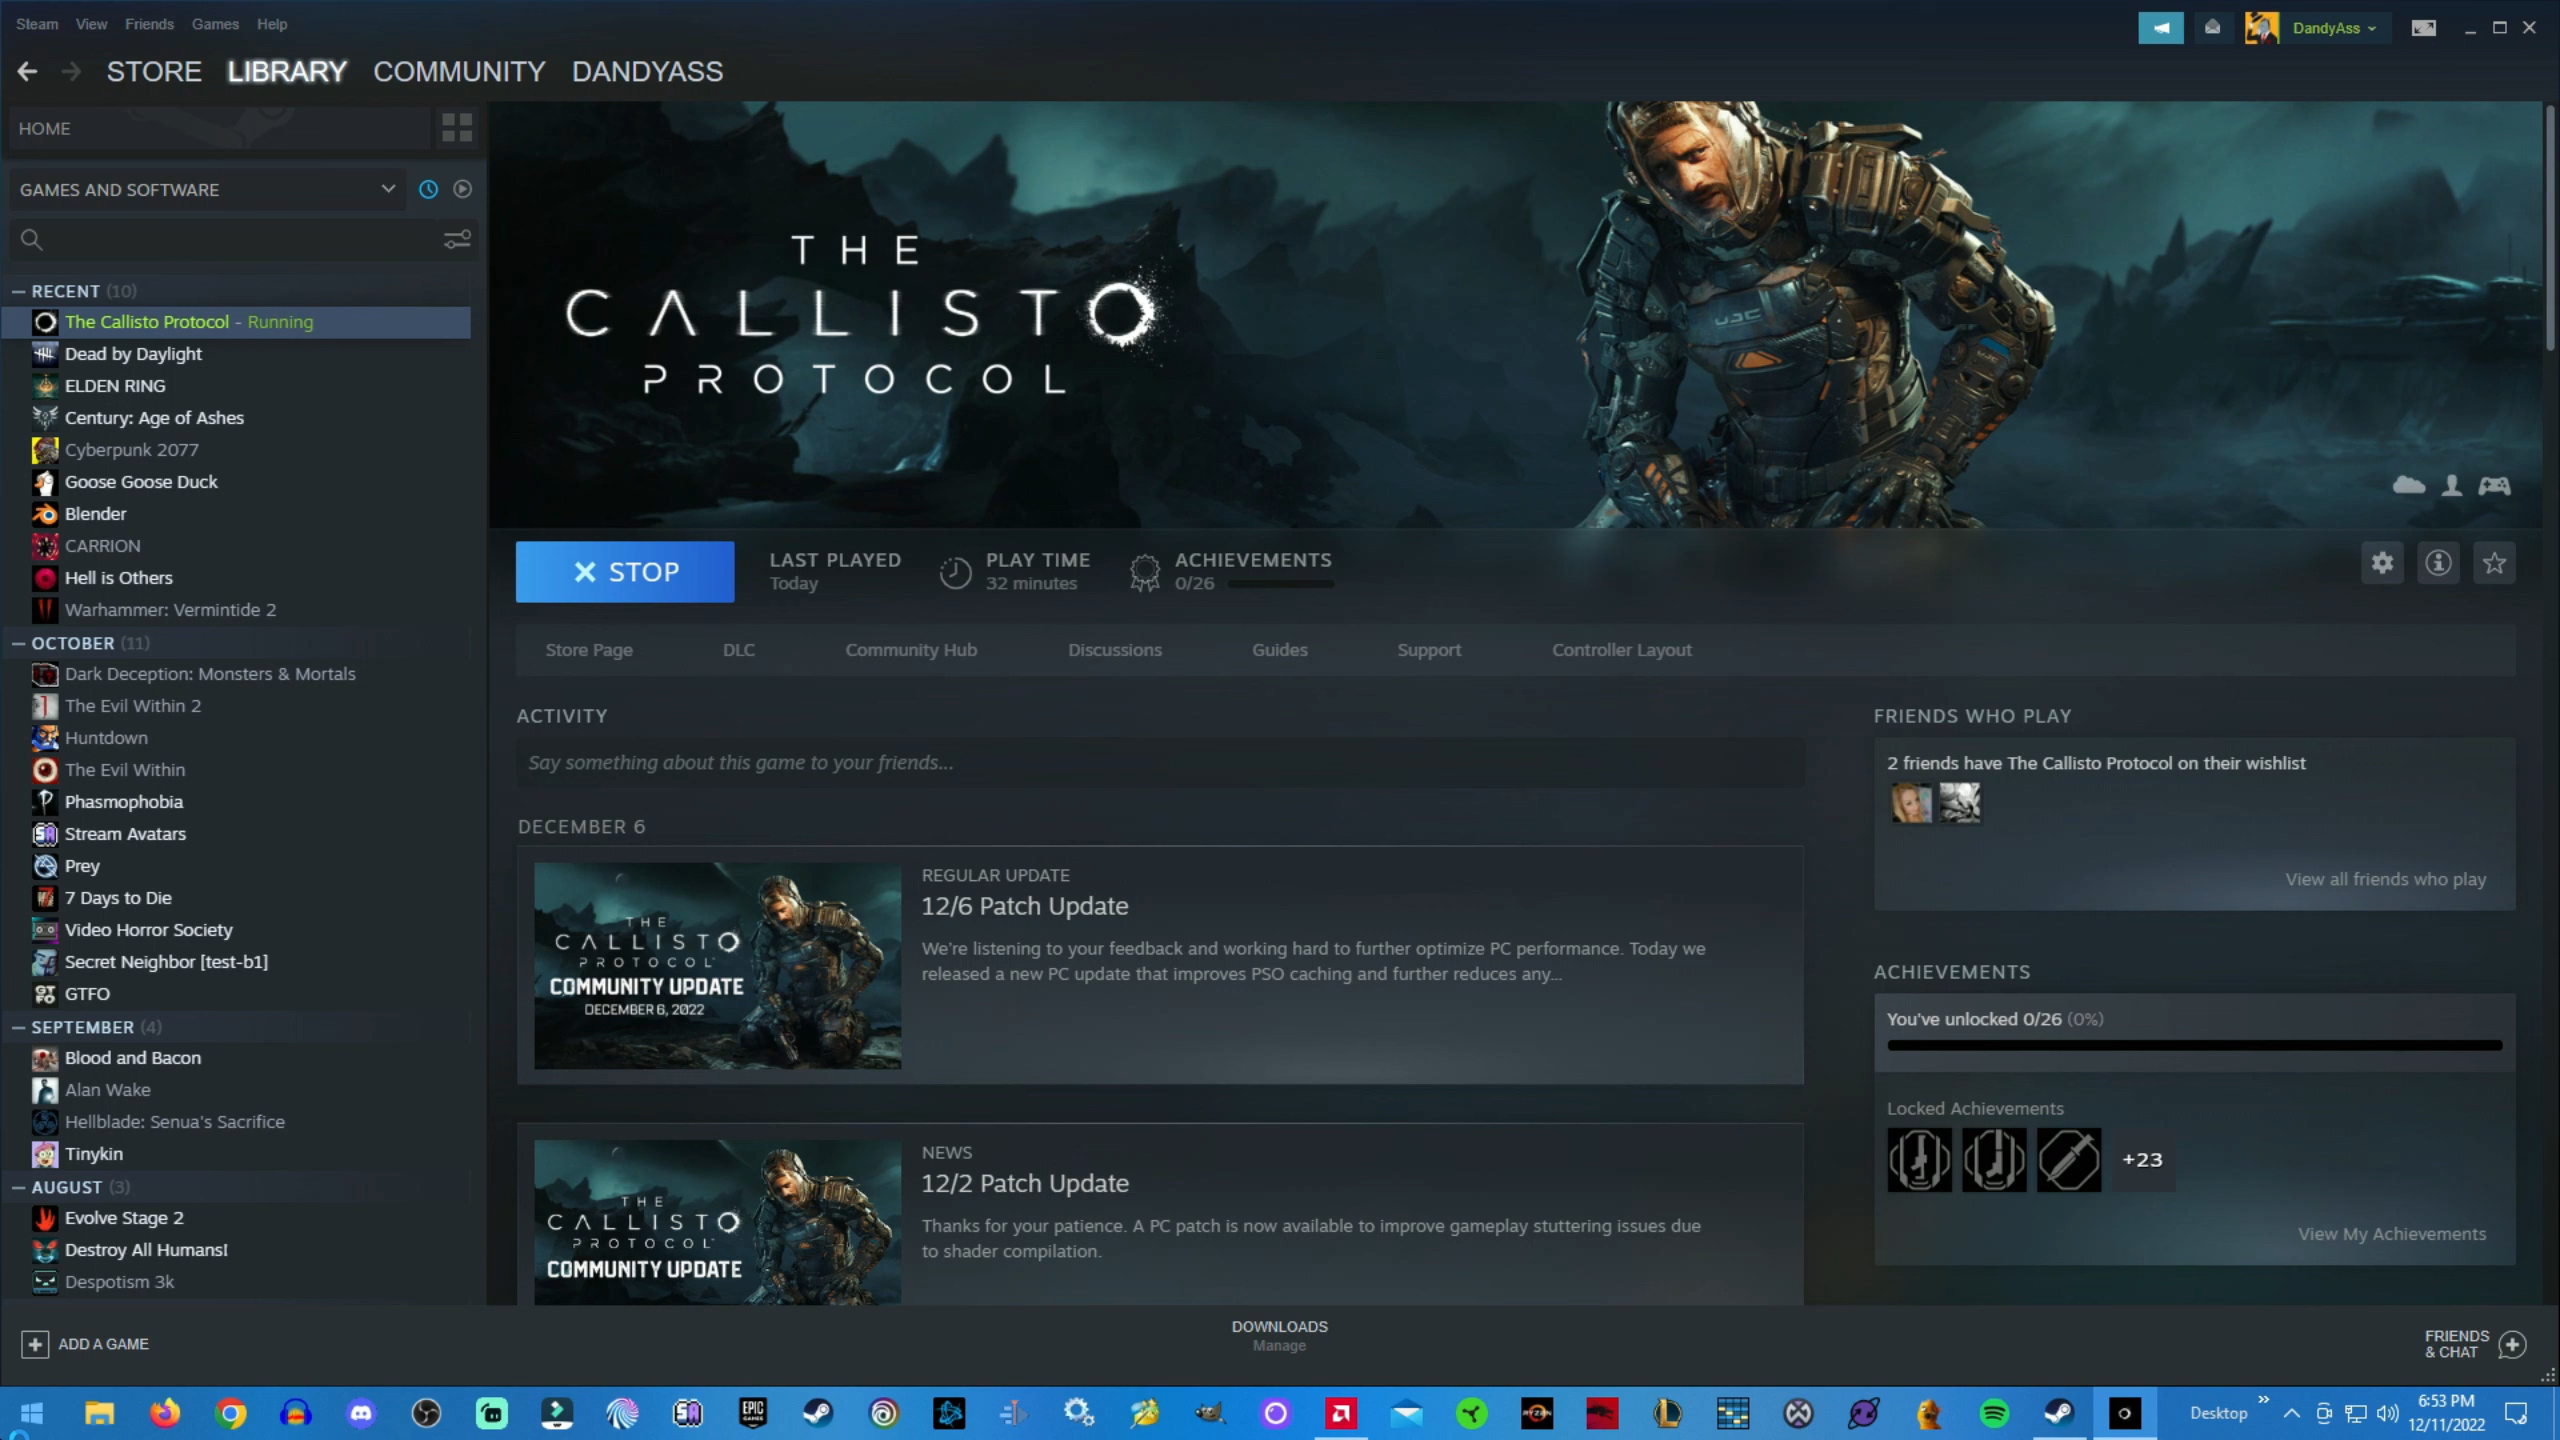 Steam View Friends Games Help
DandyAss
STORE LIBRARY COMMUNITY DANDYASS
HOME
GAMES AND SOFTWARE
RECENT (10)
The Callisto Protocol - Running
Dead by Daylight
ELDEN RING
Century: Age of Ashes
Cyberpunk 2077
Goose Goose Duck
Blender
CARRION
Hell is Others
Warhammer: Vermintide 2
OCTOBER (11)
Dark Deception: Monsters & Mortals
The Evil Within 2
Huntdown
The Evil Within
Phasmophobia
Stream Avatars
Prey
7 Days to Die
Video Horror Society
Secret Neighbor [test-b1]
GTFO
SEPTEMBER (4)
Blood and Bacon
Alan Wake
Hellblade: Senua's Sacrifice
Tinykin
AUGUST (3)
Evolve Stage 2
Destroy All Humans!
Despotism 3k
ADD A GAME
THE
CALLISTO
PROTOCOL
UJC
STOP
LAST PLAYED
Today
PLAY TIME
32 minutes
ACHIEVEMENTS
0/26
Store Page DLC Community Hub Discussions Guides Support Controller Layout
ACTIVITY
Say something about this game to your friends...
DECEMBER 6
THE
CALLISTO
PROTOCOL
COMMUNITY UPDATE
DECEMBER 6, 2022
REGULAR UPDATE
12/6 Patch Update
We're listening to your feedback and working hard to further optimize PC performance. Today we
released a new PC update that improves PSO caching and further reduces any...
THE
CALLISTO
PROTOCOL
COMMUNITY UPDATE
NEWS
12/2 Patch Update
Thanks for your patience. A PC patch is now available to improve gameplay stuttering issues due
to shader compilation.
FRIENDS WHO PLAY
2 friends have The Callisto Protocol on their wishlist
View all friends who play
ACHIEVEMENTS
You've unlocked 0/26 (0%)
Locked Achievements
+23
View My Achievements
DOWNLOADS
Manage
FRIENDS
& CHAT
EPIC
GAMES
RYZEN
Desktop
6:53 PM
12/11/2022